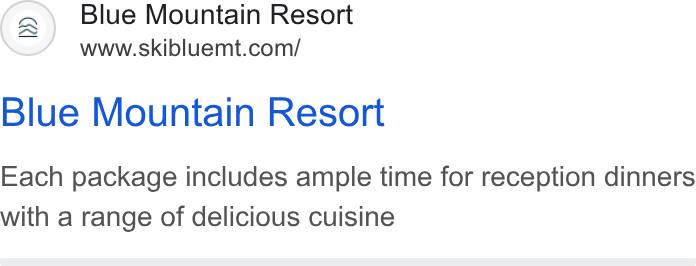 Blue Mountain Resort
www.skibluemt.com/
Blue Mountain Resort
Each package includes ample time for reception dinners
with a range of delicious cuisine